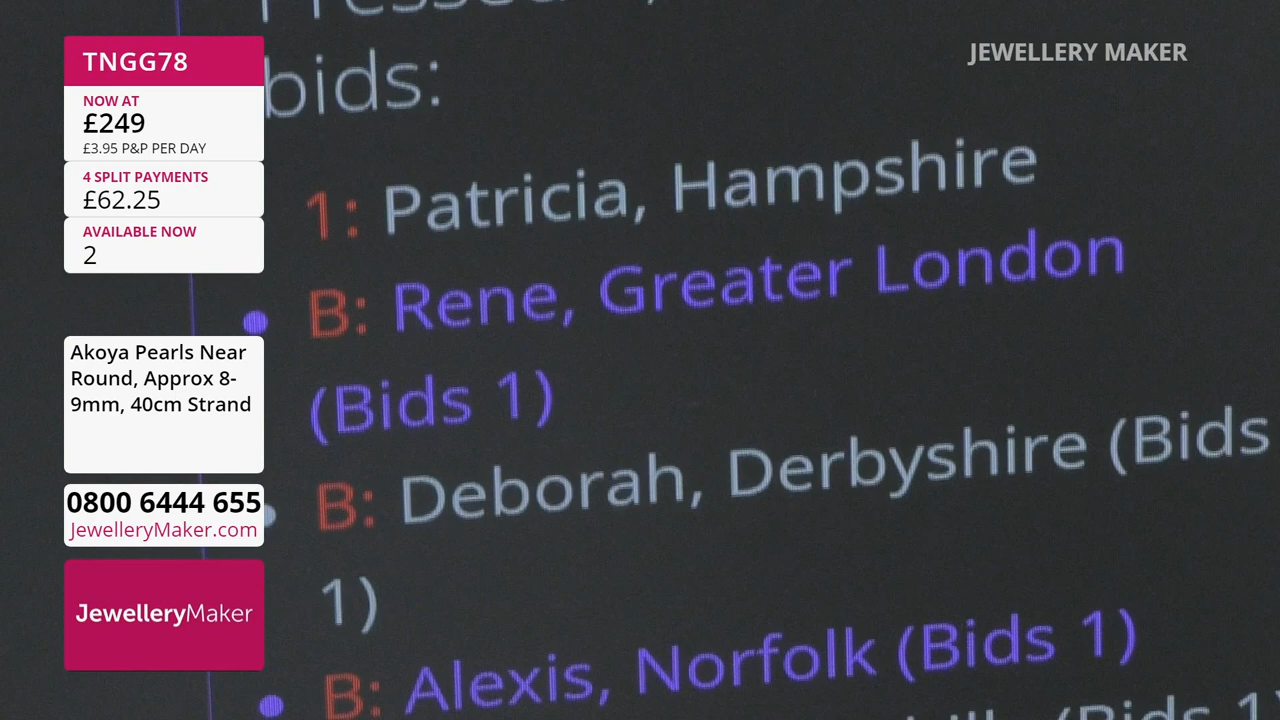 TNGG78
NOW AT
£249
£3.95 P&P PER DAY
4 SPLIT PAYMENTS
£62.25
AVAILABLE NOW
2
Akoya Pearls Near
Round, Approx 8-
9mm, 40cm Strand
0800 6444 655
JewelleryMaker.com
JewelleryMaker
JEWELLERY MAKER
bids:
1: Patricia, Hampshire
B: Rene, Greater London
(Bids 1)
B: Deborah, Derbyshire (Bids
1)
B: Alexis, Norfolk (Bids 1)
(Bids 1)